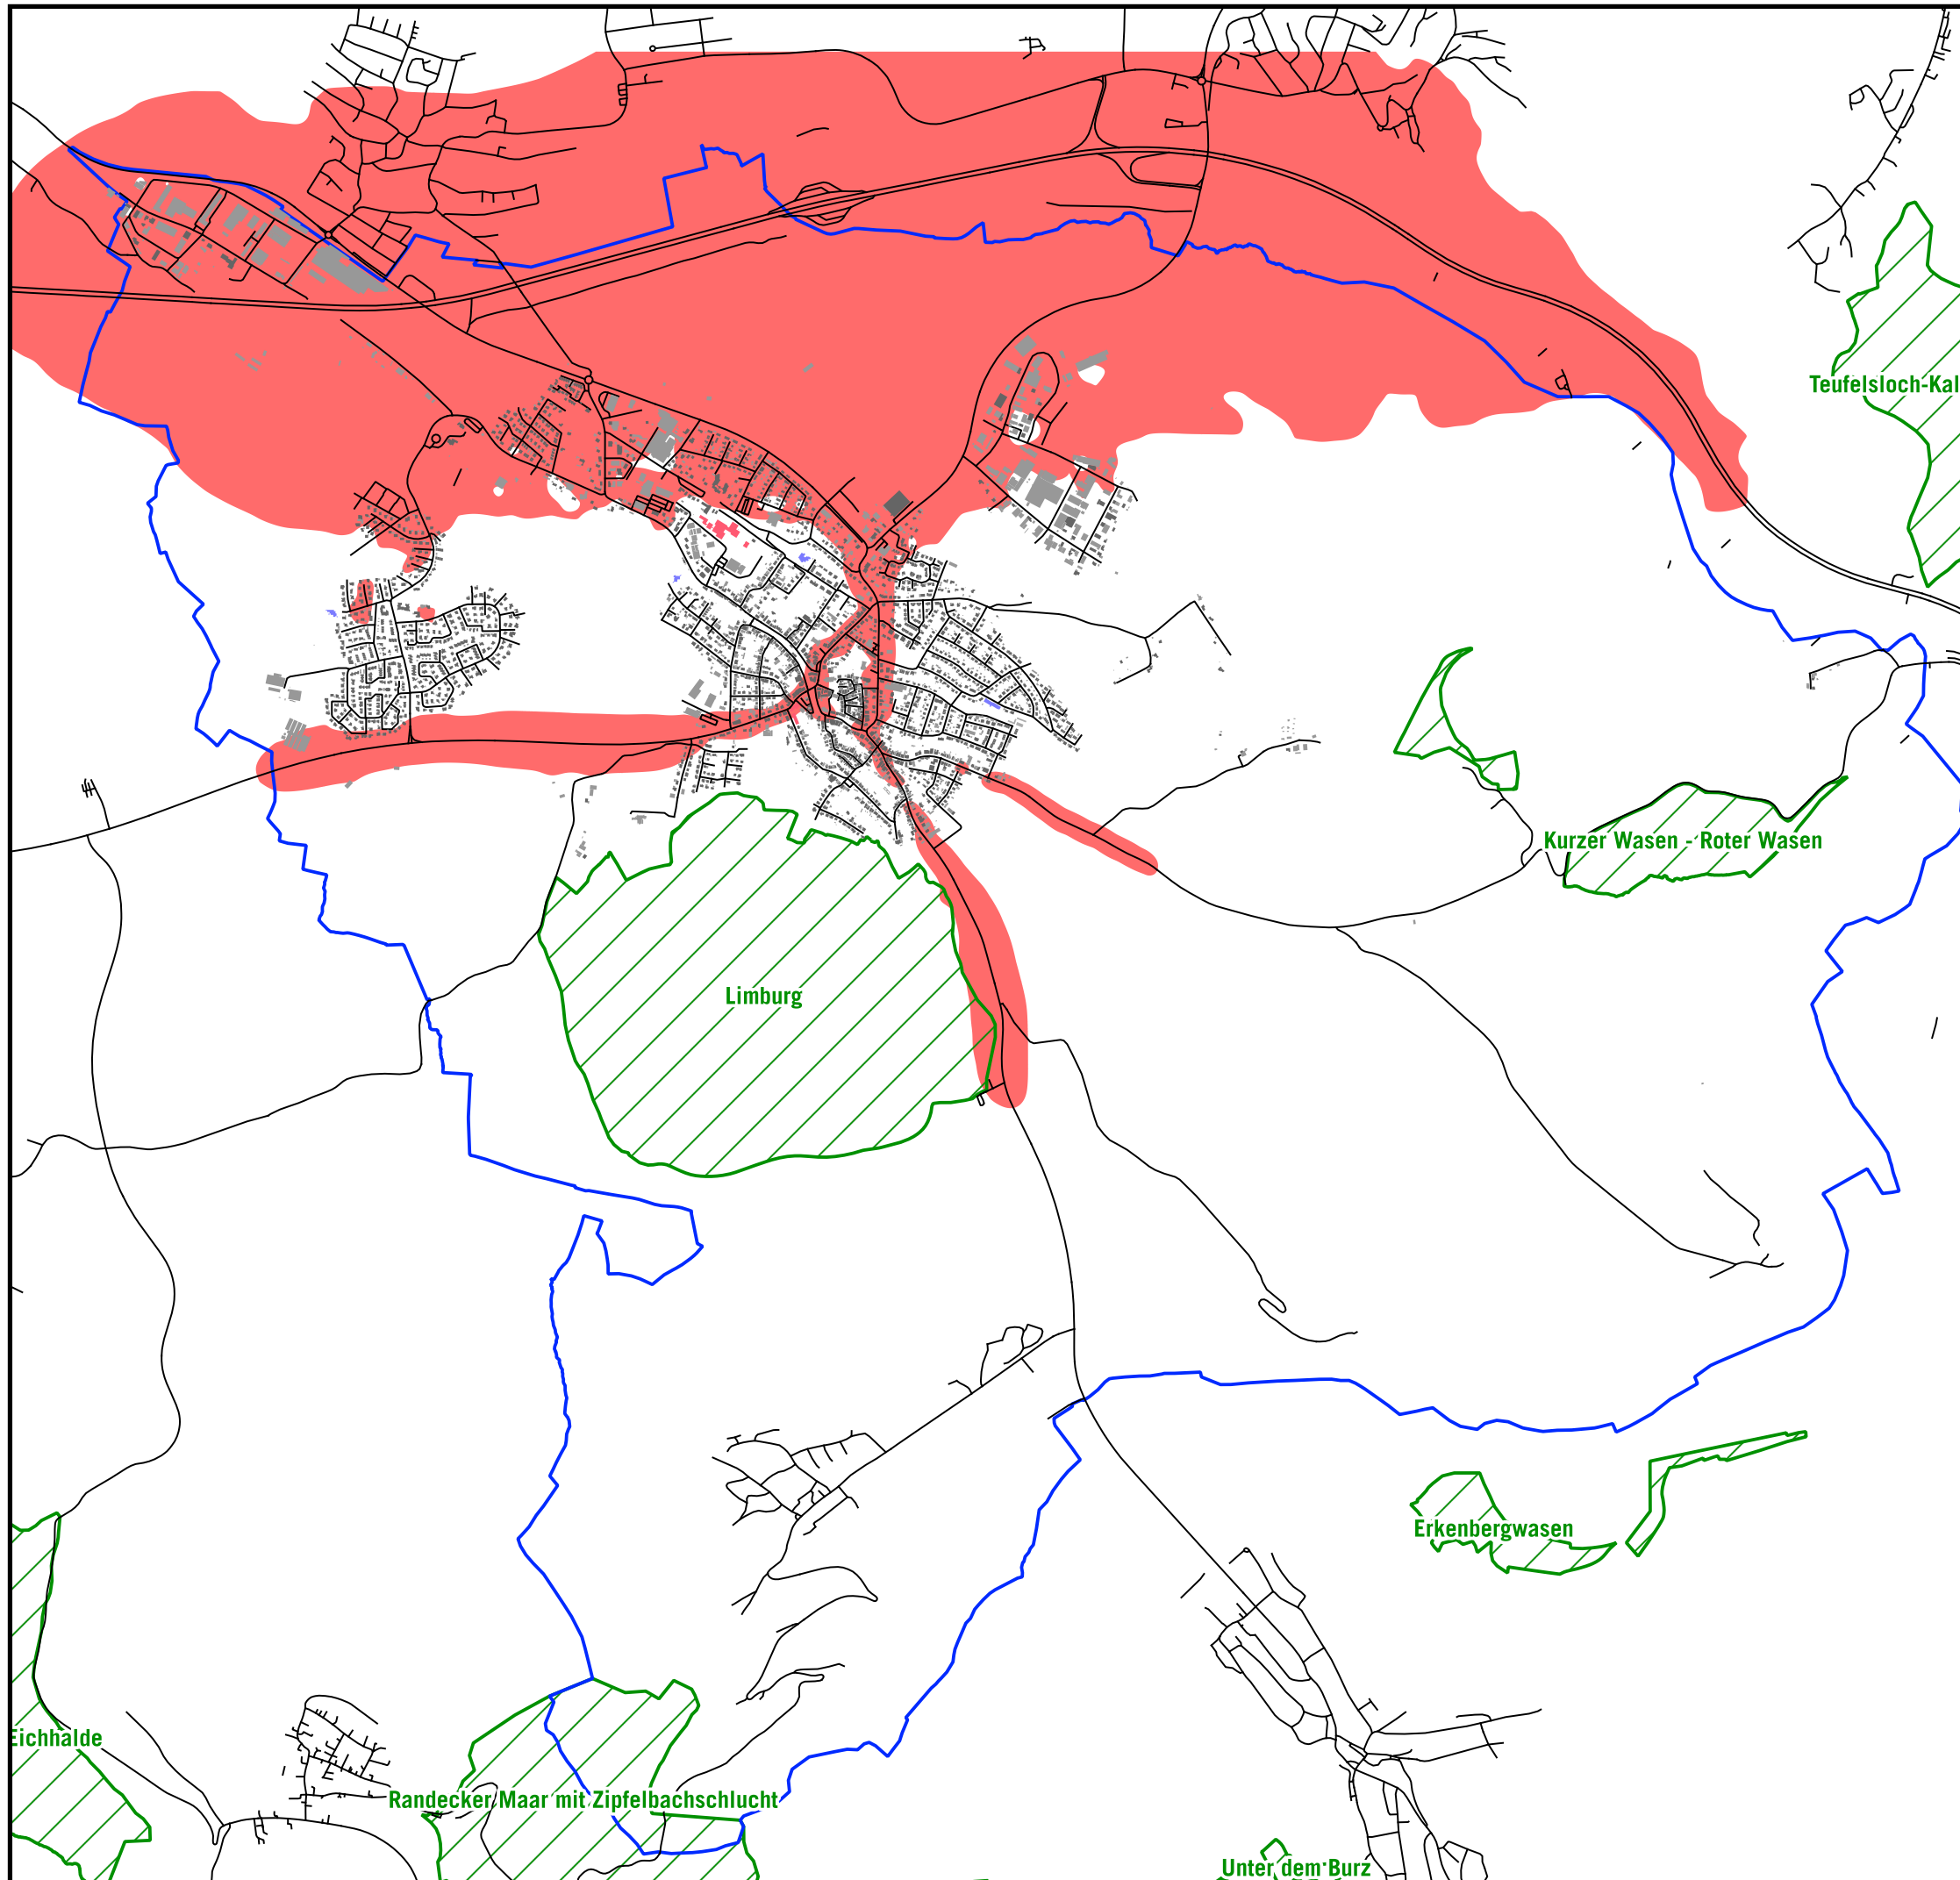 Teufelsloch-Kal
Kurzer Wasen - Roter Wasen
Limburg
Erkenbergwasen
Eichhalde
Randecker Maar mit Zipfelbachschlucht
Unter dem Burz